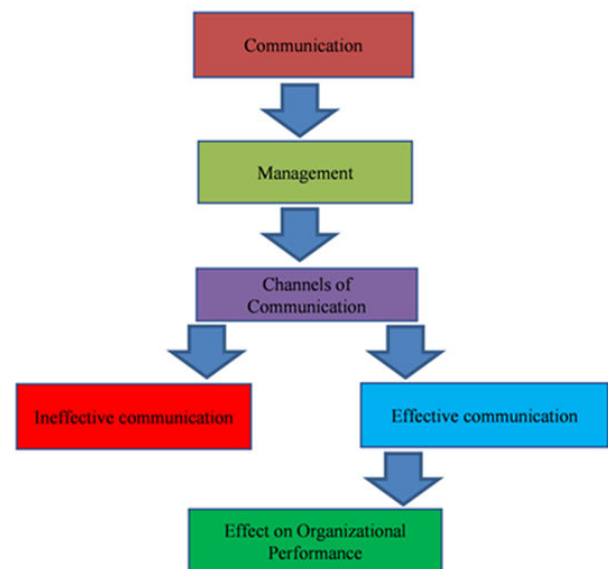 Communication
Management
Channels of
Communication
Ineffective communication
Effective communication
Effect on Organizational
Performance